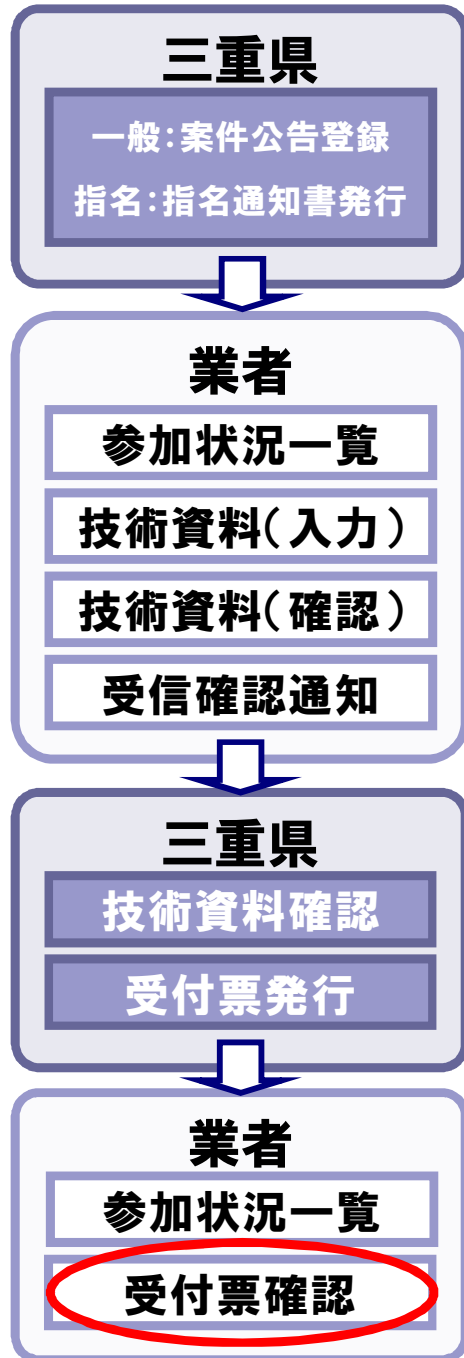 三重県
一般:案件公告登録
指名:指名通知書発行
業者
参加状況一覧
技術資料(入力)
技術資料(確認)
受信確認通知
三重県
技術資料確認
受付票発行
業者
参加状況一覧
受付票確認